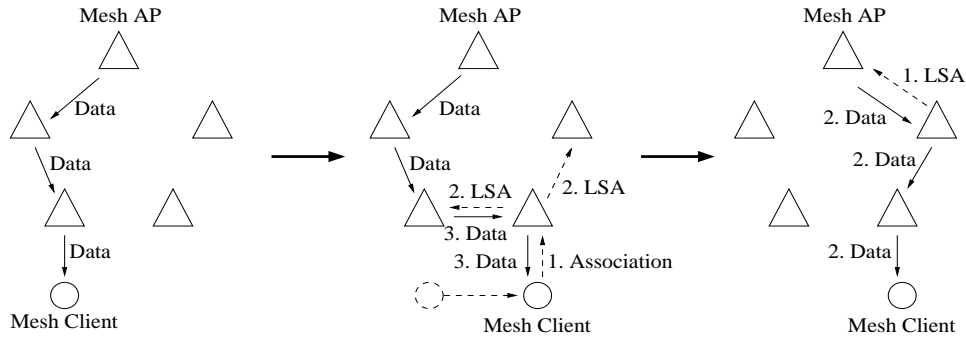 Mesh AP
Data
Data
Data
Mesh Client
Mesh AP
Data
Data
2. LSA
2. LSA
3. Data
3. Data
1. Association
Mesh Client
Mesh AP
1. LSA
2. Data
2. Data
2. Data
Mesh Client